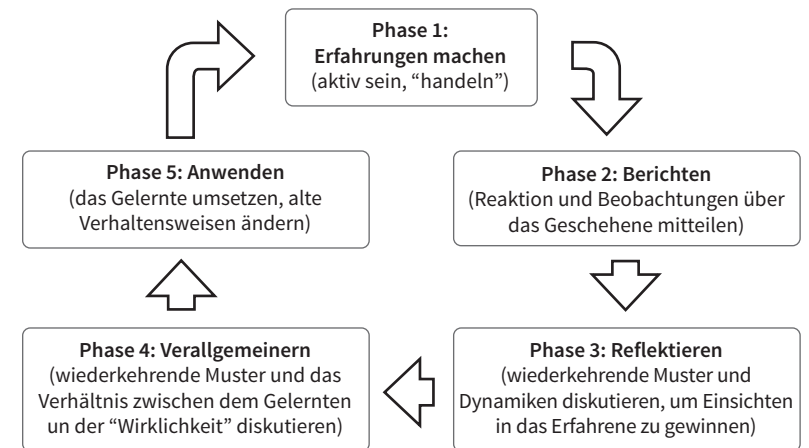 Phase 1:
Erfahrungen machen
(aktiv sein, “handeln”)
Phase 2: Berichten
(Reaktion und Beobachtungen über
das Geschehene mitteilen)
Phase 3: Reflektieren
(wiederkehrende Muster und
Dynamiken diskutieren, um Einsichten
in das Erfahrene zu gewinnen)
Phase 4: Verallgemeinern
(wiederkehrende Muster und das
Verhältnis zwischen dem Gelernten
un der “Wirklichkeit” diskutieren)
Phase 5: Anwenden
(das Gelernte umsetzen, alte
Verhaltensweisen ändern)